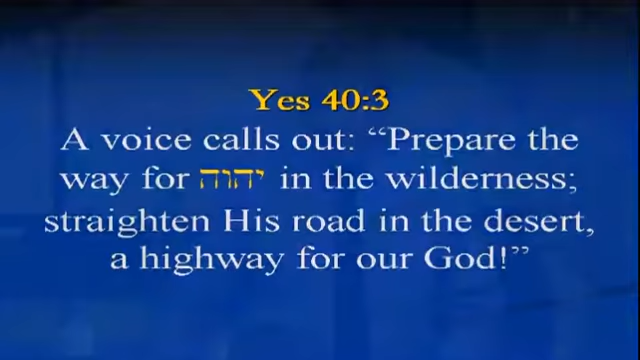 Yes 40:3
A voice calls out: “Prepare the
way for יהוה in the wilderness;
straighten His road in the desert,
a highway for our God!”